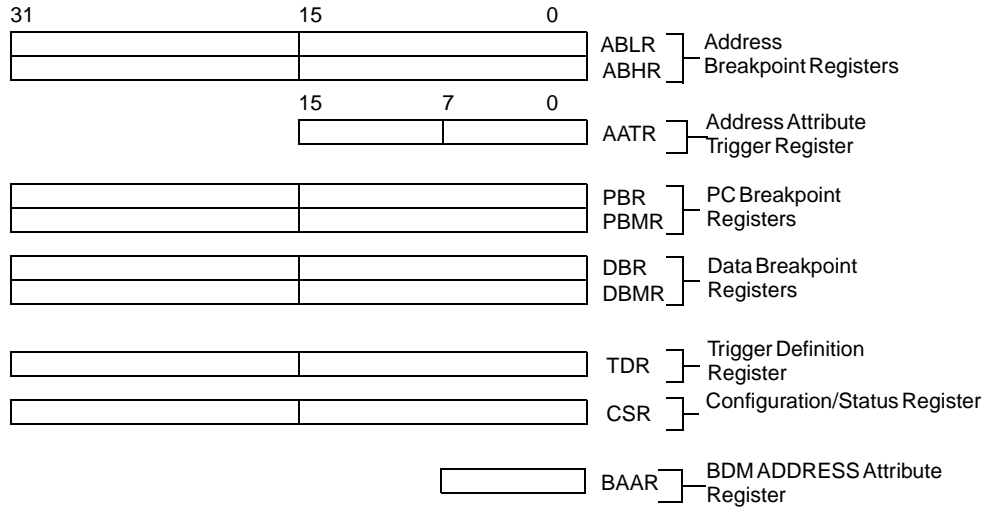 31 15 0
ABLR Address
ABHR Breakpoint Registers
15 7 0
AATR Address Attribute
Trigger Register
PBR PC Breakpoint
PBMR Registers
DBR Data Breakpoint
DBMR Registers
TDR Trigger Definition
Register
CSR Configuration/Status Register
BAAR BDM ADDRESS Attribute
Register